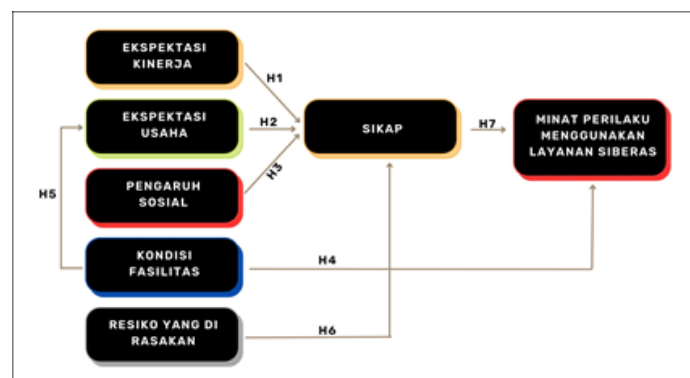 EKSPEKTASI
KINERJA
H1
EKSPEKTASI
USAHA
H2
SIKAP
H7
MINAT PERILAKU
MENGGUNAKAN
LAYANAN SIBERAS
PENGARUH
SOSIAL
H3
H5
KONDISI
FASILITAS
H4
RESIKO YANG DI
RASAKAN
H6